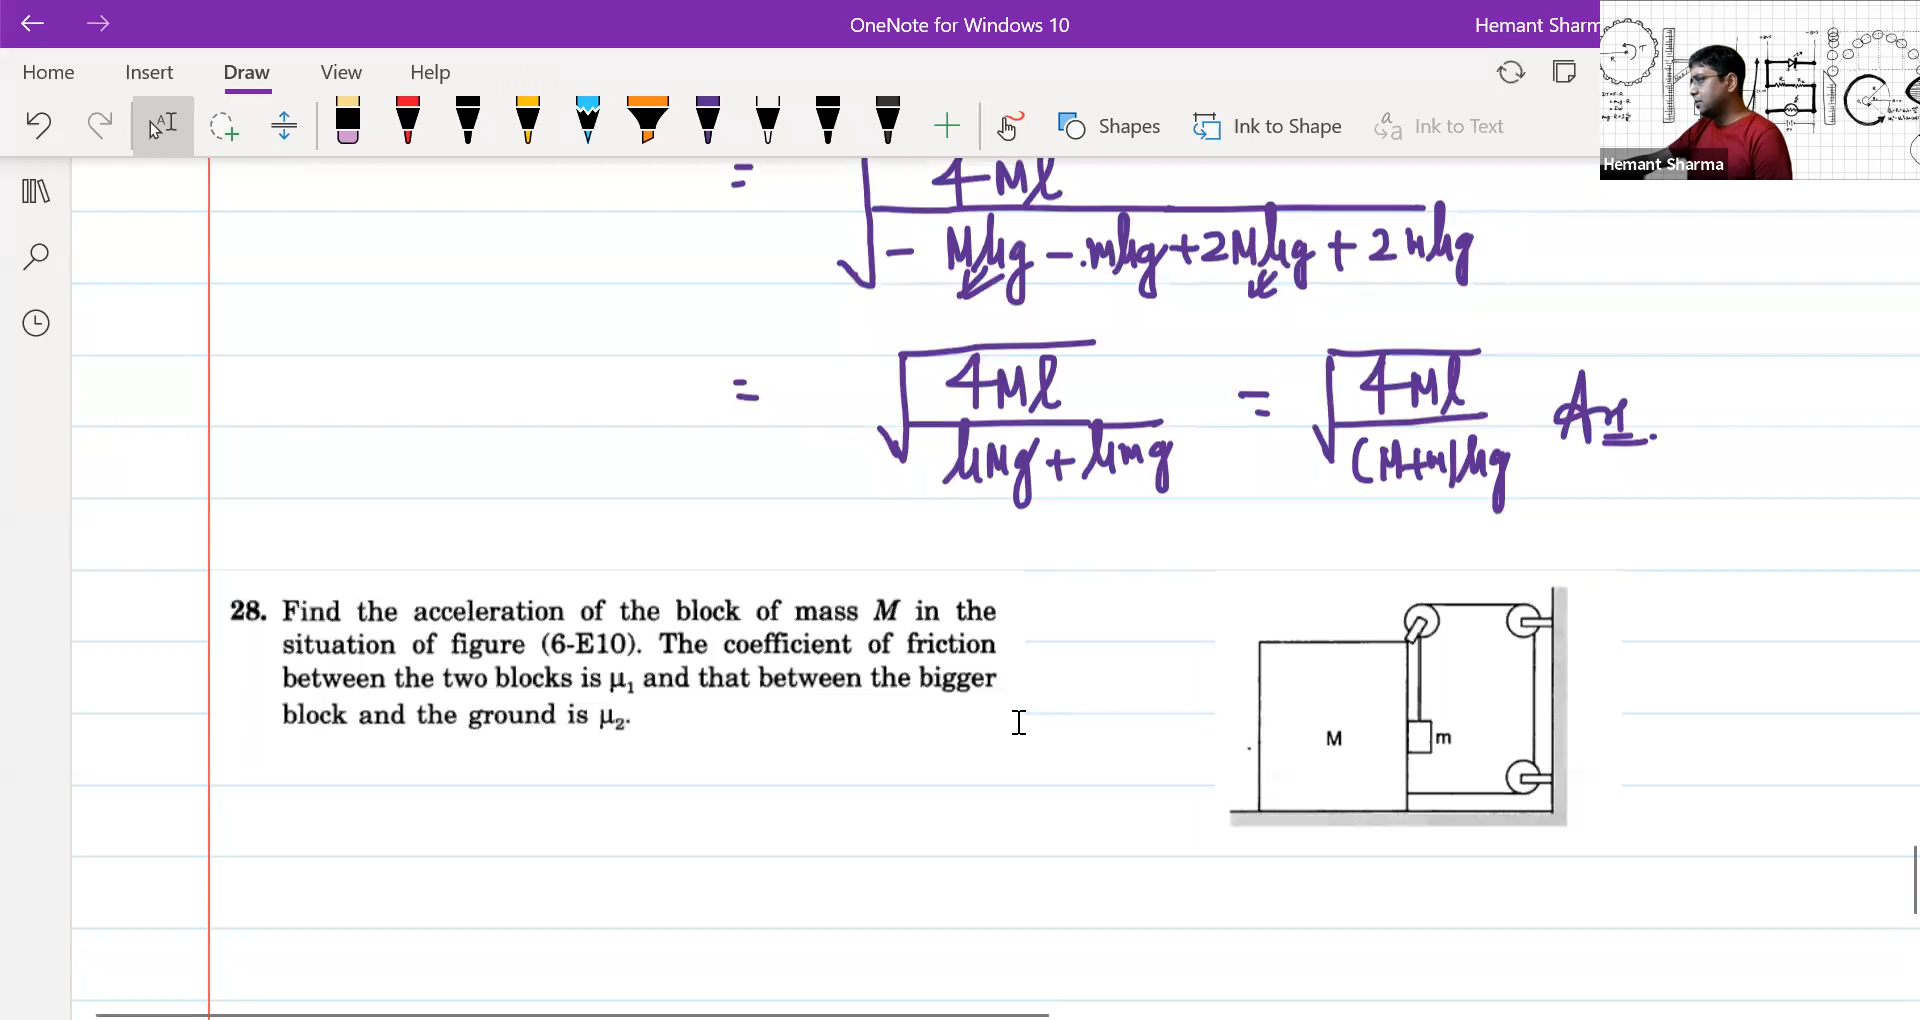 OneNote for Windows 10
Home Insert Draw View Help
Shapes Ink to Shape Ink to Text
Hemant Sharma
= √ 4Ml
- Mμg - mμg + 2Mμg + 2mμg
= √ 4Ml = √ 4Ml Ans.
μMg + μmg (M+m)μg
28. Find the acceleration of the block of mass M in the
situation of figure (6-E10). The coefficient of friction
between the two blocks is μ₁ and that between the bigger
block and the ground is μ₂.
M m